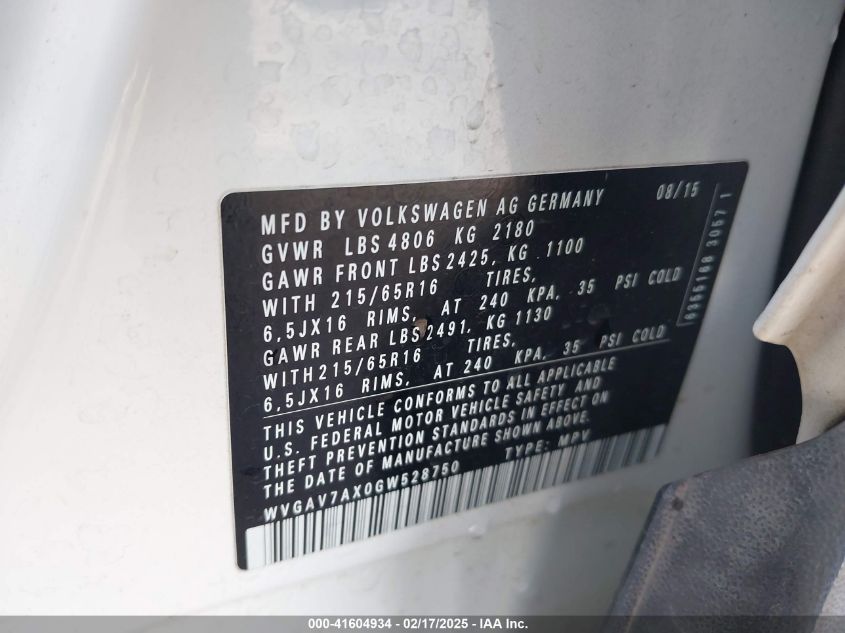 MFD BY VOLKSWAGEN AG GERMANY 08/15
GVWR LBS 4806 KG 2180
GAWR FRONT LBS 2425, KG 1100
WITH 215/65R16 TIRES,
6,5JX16 RIMS, AT 240 KPA, 35 PSI COLD
GAWR REAR LBS 2491, KG 1130
WITH 215/65R16 TIRES,
6,5JX16 RIMS, AT 240 KPA, 35 PSI COLD
THIS VEHICLE CONFORMS TO ALL APPLICABLE
U.S. FEDERAL MOTOR VEHICLE SAFETY AND
THEFT PREVENTION STANDARDS IN EFFECT ON
THE DATE OF MANUFACTURE SHOWN ABOVE.
WVGAV7AX0GW528750 TYPE: MPV
000-41604934 - 02/17/2025 - IAA Inc.